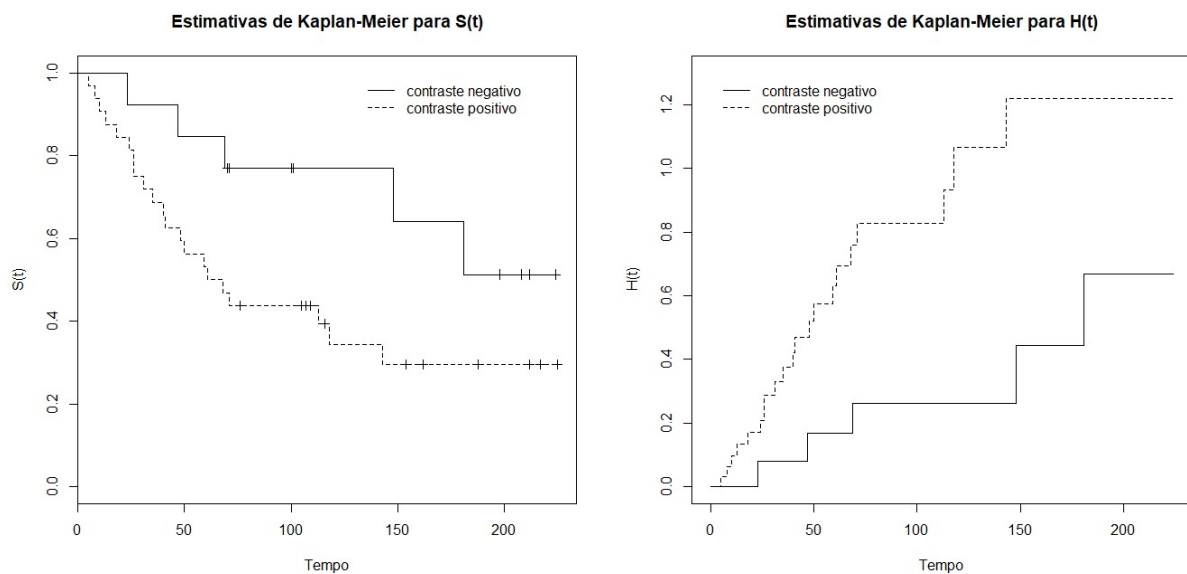 Estimativas de Kaplan-Meier para S(t)
contraste negativo
contraste positivo
S(t)
1.0
0.8
0.6
0.4
0.2
0.0
0 50 100 150 200
Tempo
Estimativas de Kaplan-Meier para H(t)
contraste negativo
contraste positivo
H(t)
1.2
1.0
0.8
0.6
0.4
0.2
0.0
0 50 100 150 200
Tempo